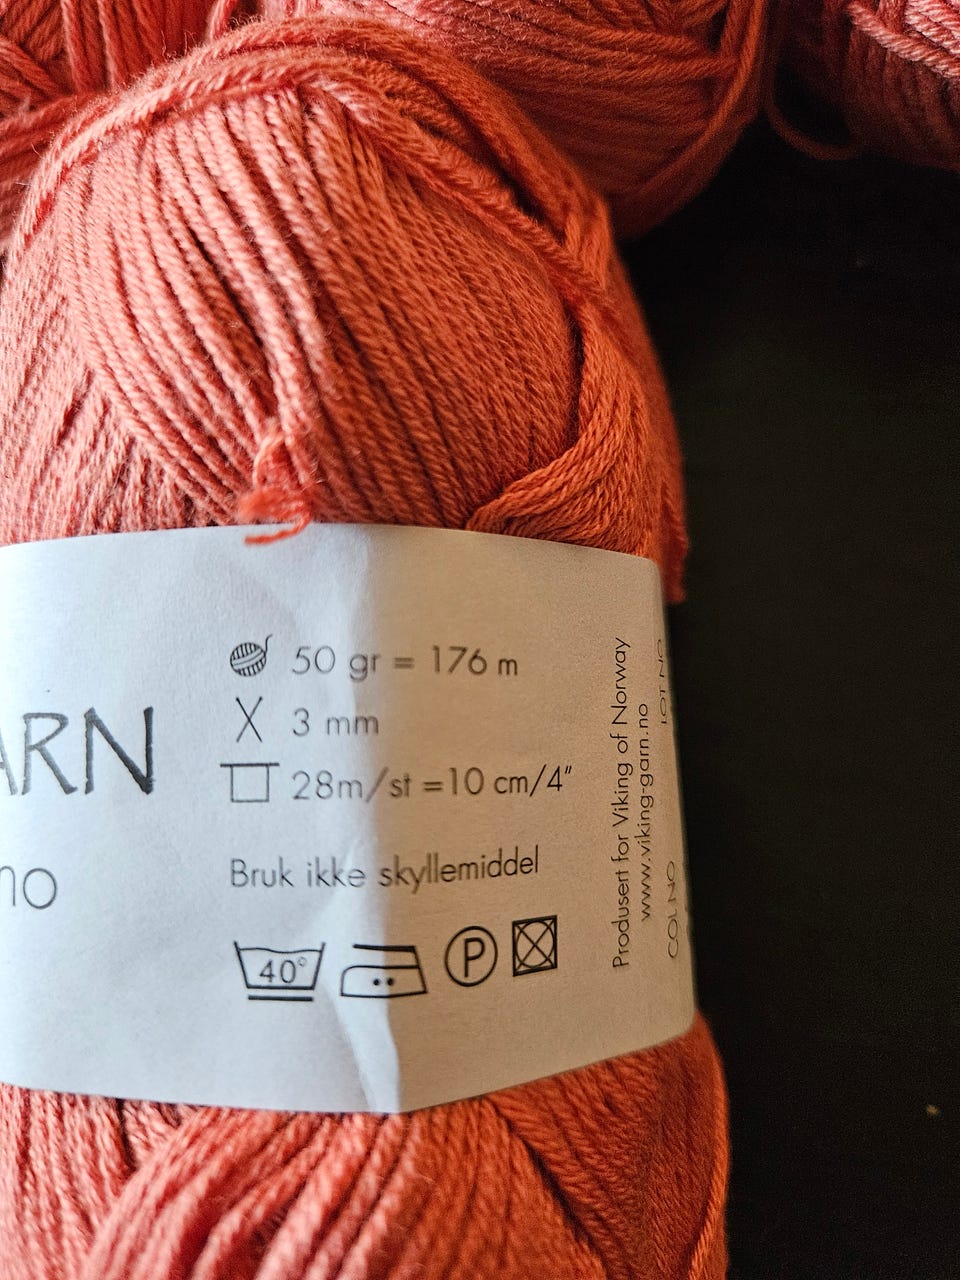 50 gr = 176 m
3 mm
28m/st =10 cm/4"
ARN
no
Bruk ikke skyllemiddel
40°
P
Produsert for Viking of Norway
www.viking-garn.no
LOT NO
COL NO